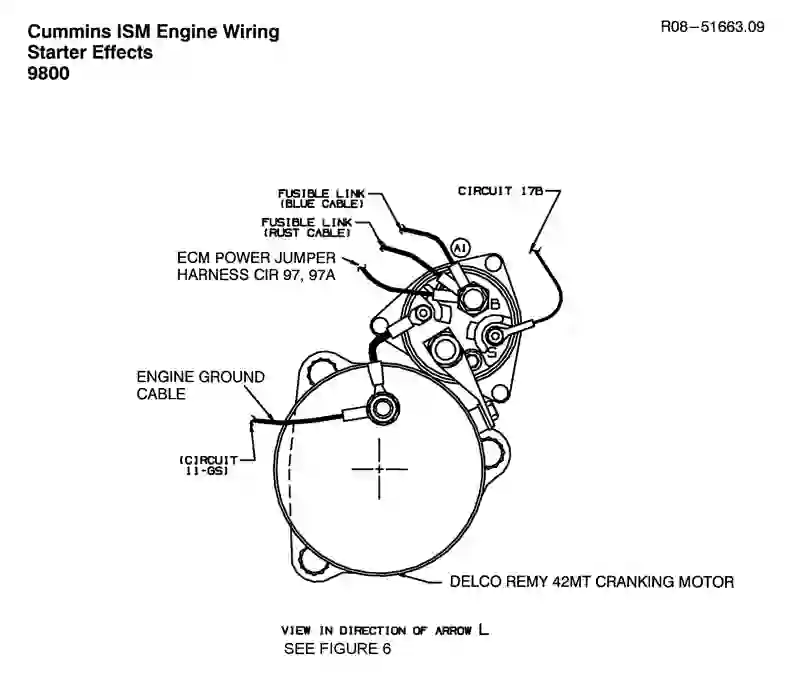 Cummins ISM Engine Wiring
Starter Effects
9800
R08-51663.09
FUSIBLE LINK
(BLUE CABLE)
CIRCUIT 17B
FUSIBLE LINK
(RUST CABLE)
A1
ECM POWER JUMPER
HARNESS CIR 97, 97A
B
S
ENGINE GROUND
CABLE
(CIRCUIT
11-GS)
DELCO REMY 42MT CRANKING MOTOR
VIEW IN DIRECTION OF ARROW L
SEE FIGURE 6